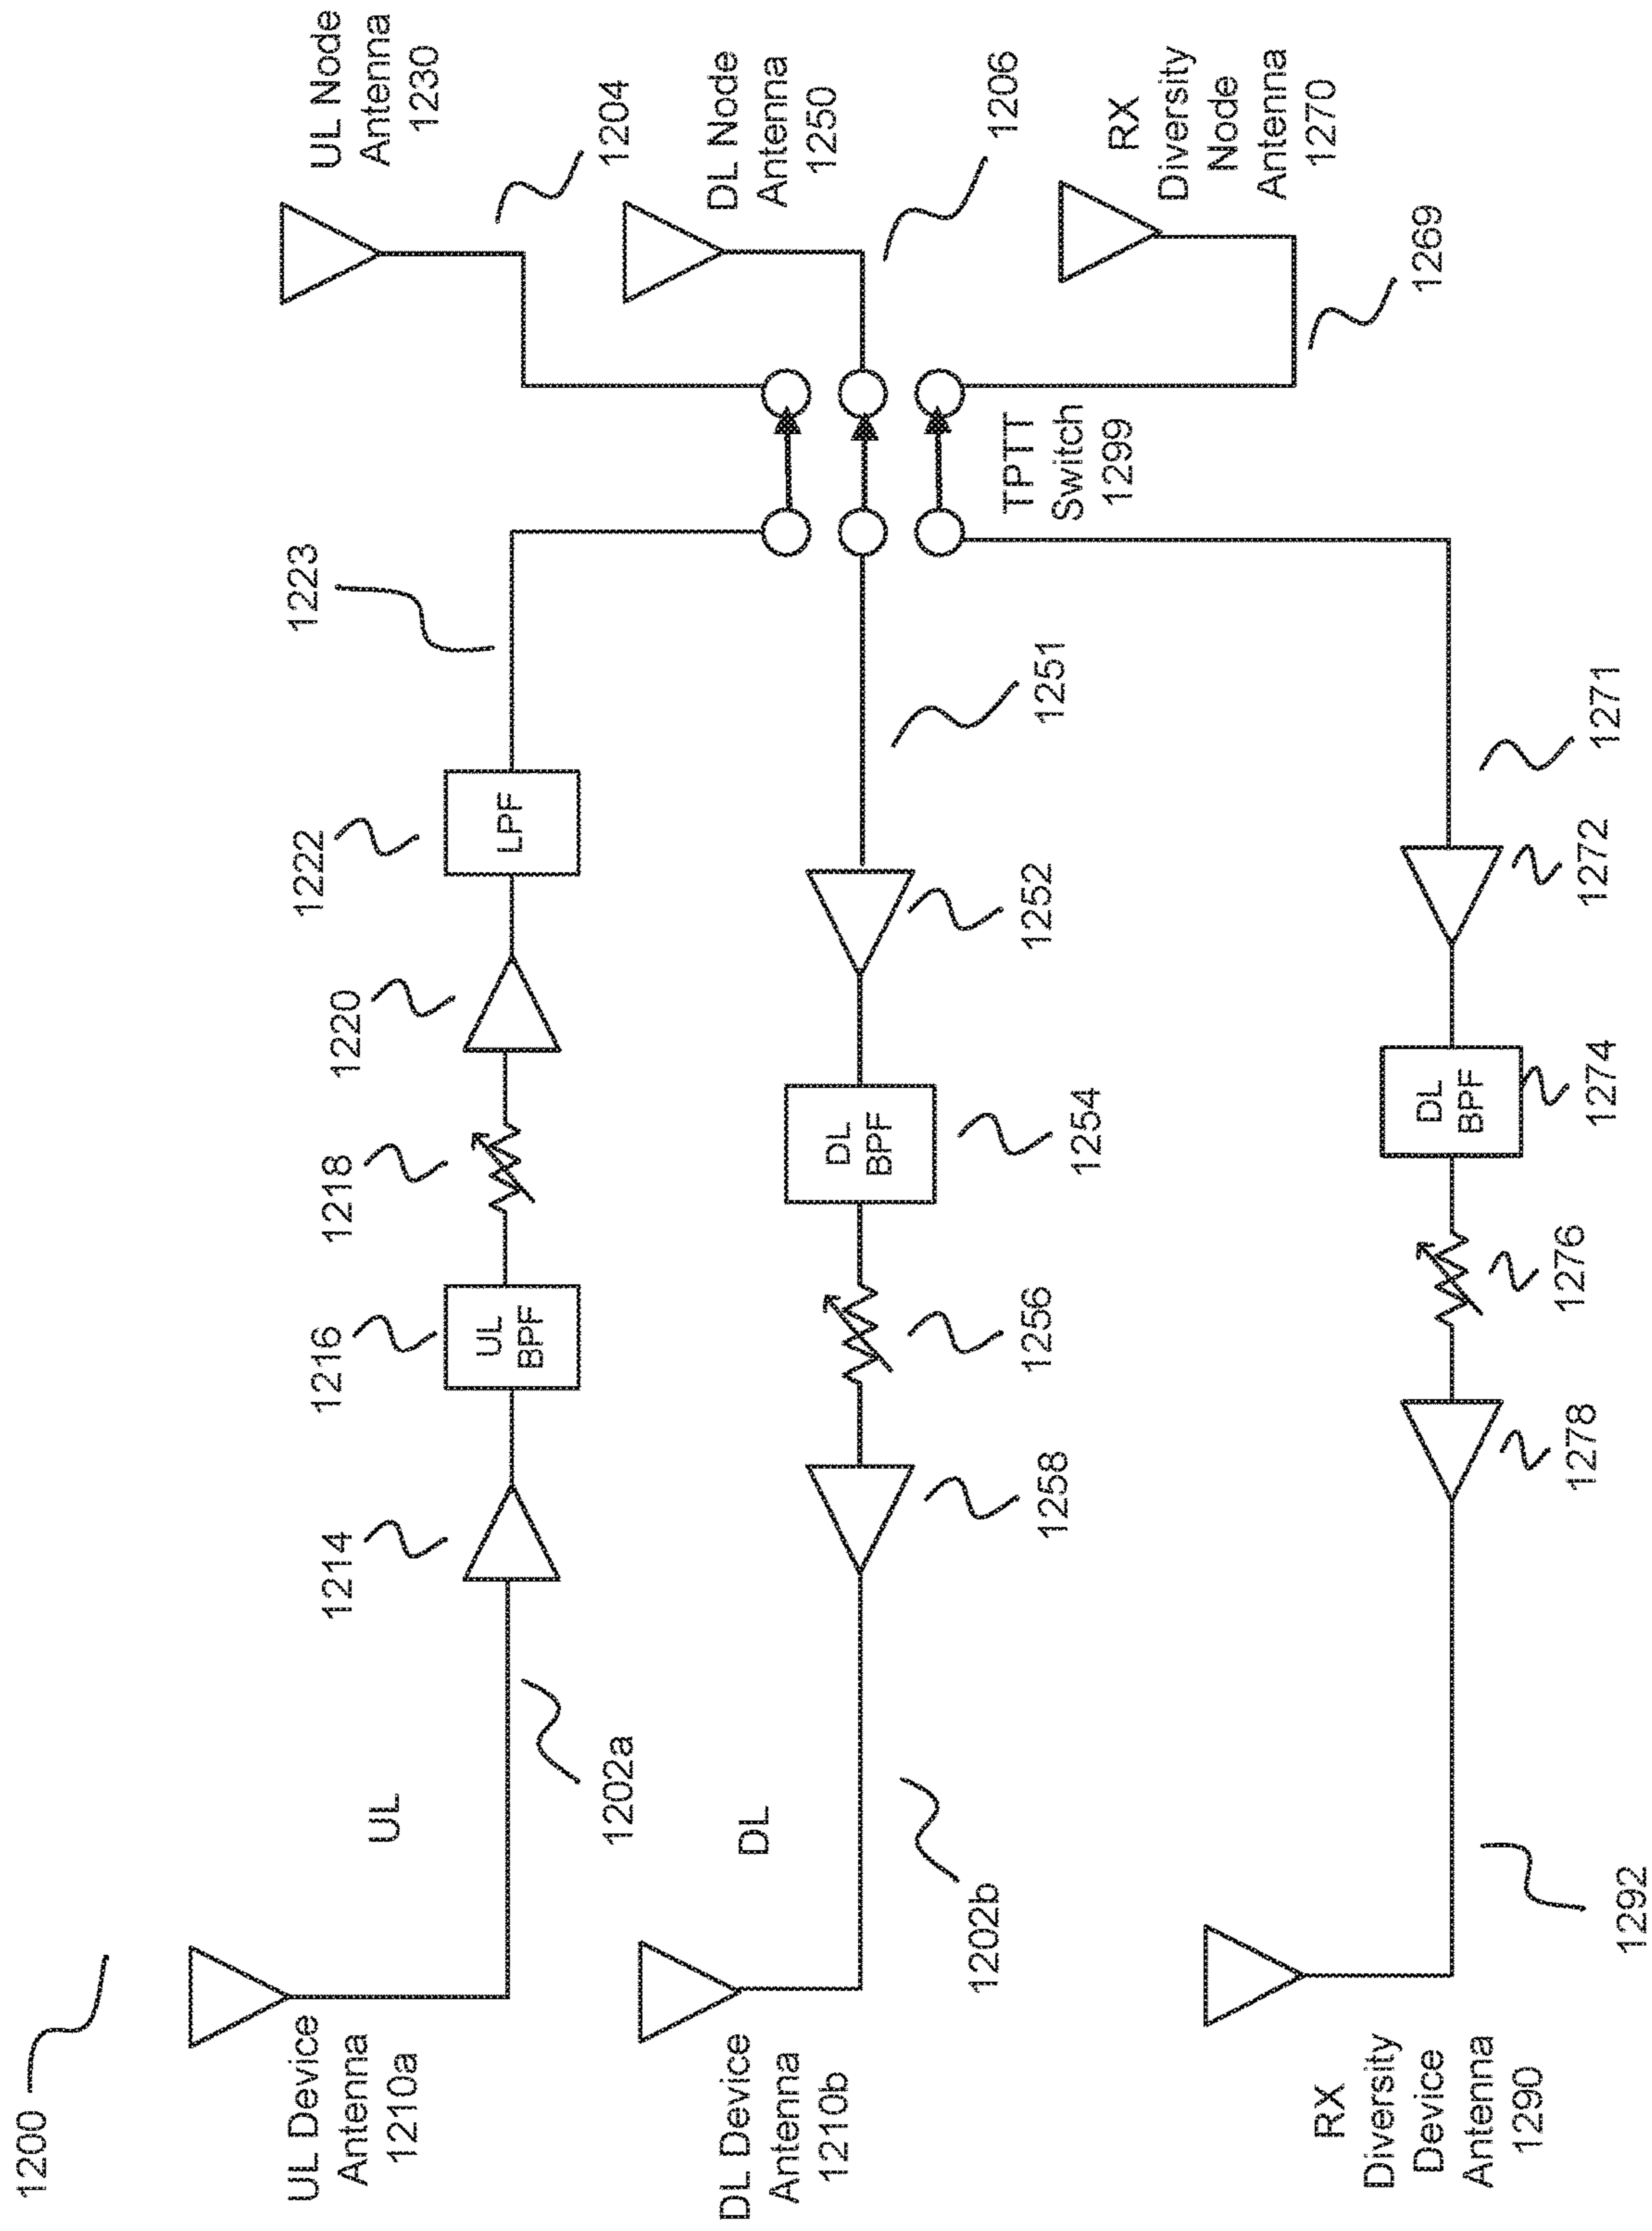 1200
UL Device
Antenna
1210a
UL
1202a
1214
1216
UL
BPF
1218
1220
1222
LPF
1223
UL Node
Antenna
1230
1204
DL Device
Antenna
1210b
DL
1202b
1258
1256
DL
BPF
1254
1252
1251
DL Node
Antenna
1250
1206
TPTT
Switch
1299
RX
Diversity
Node
Antenna
1270
1269
RX
Diversity
Device
Antenna
1290
1292
1278
1276
DL
BPF
1274
1272
1271